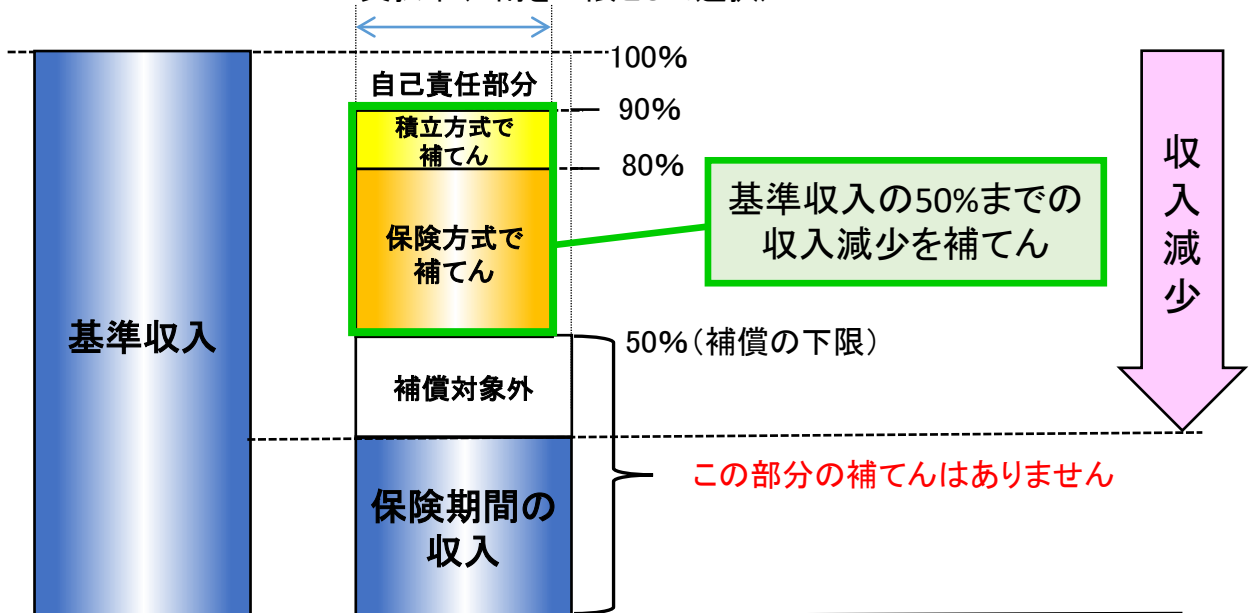 100%
自己責任部分
90%
積立方式で
補てん
80%
基準収入の50%までの
収入減少を補てん
保険方式で
補てん
収入減少
基準収入
50%（補償の下限）
補償対象外
この部分の補てんはありません
保険期間の
収入